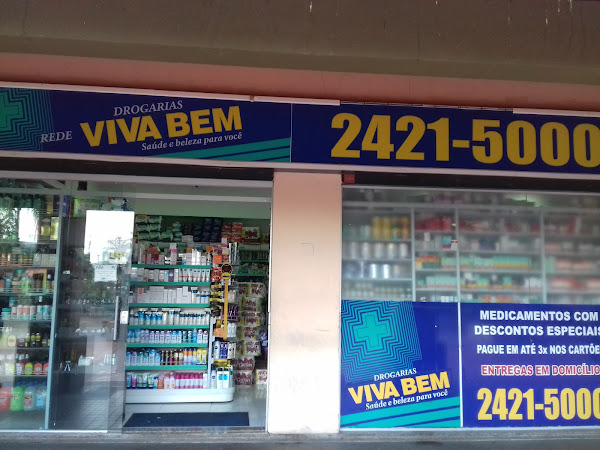 DROGARIAS
REDE VIVA BEM
Saúde e beleza para você
2421-5000
MEDICAMENTOS COM
DESCONTOS ESPECIAIS
PAGUE EM ATÉ 3x NOS CARTÕES
ENTREGAS EM DOMICÍLIO
2421-5000
DROGARIAS
VIVA BEM
Saúde e beleza para você